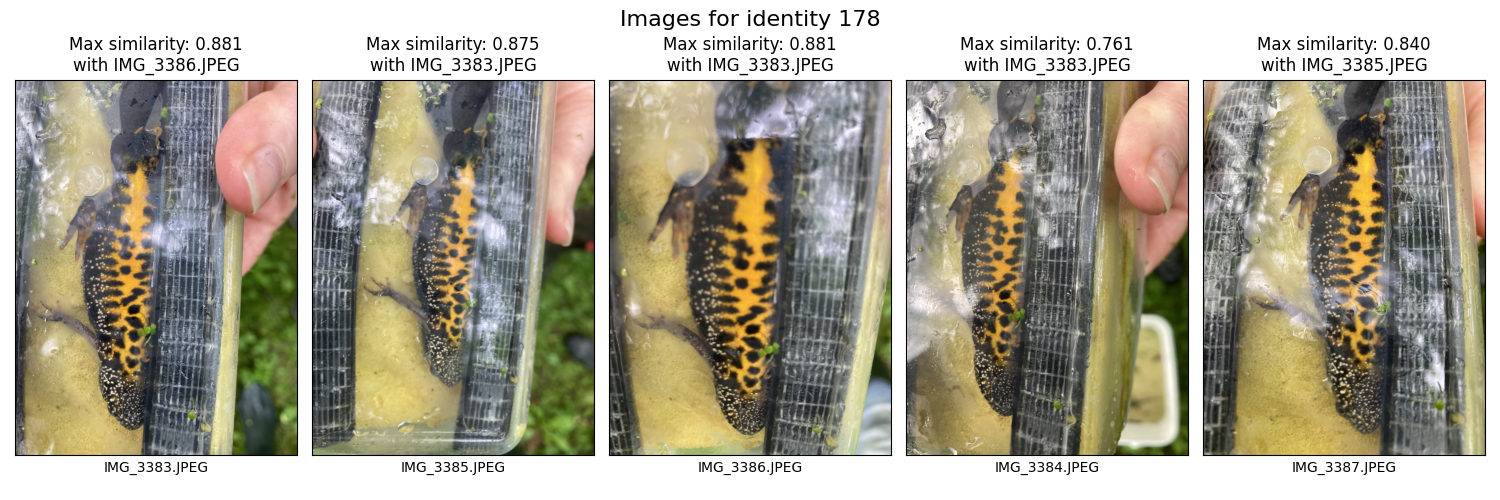 Images for identity 178
Max similarity: 0.881
with IMG_3386.JPEG
Max similarity: 0.875
with IMG_3383.JPEG
Max similarity: 0.881
with IMG_3383.JPEG
Max similarity: 0.761
with IMG_3383.JPEG
Max similarity: 0.840
with IMG_3385.JPEG
IMG_3383.JPEG
IMG_3385.JPEG
IMG_3386.JPEG
IMG_3384.JPEG
IMG_3387.JPEG